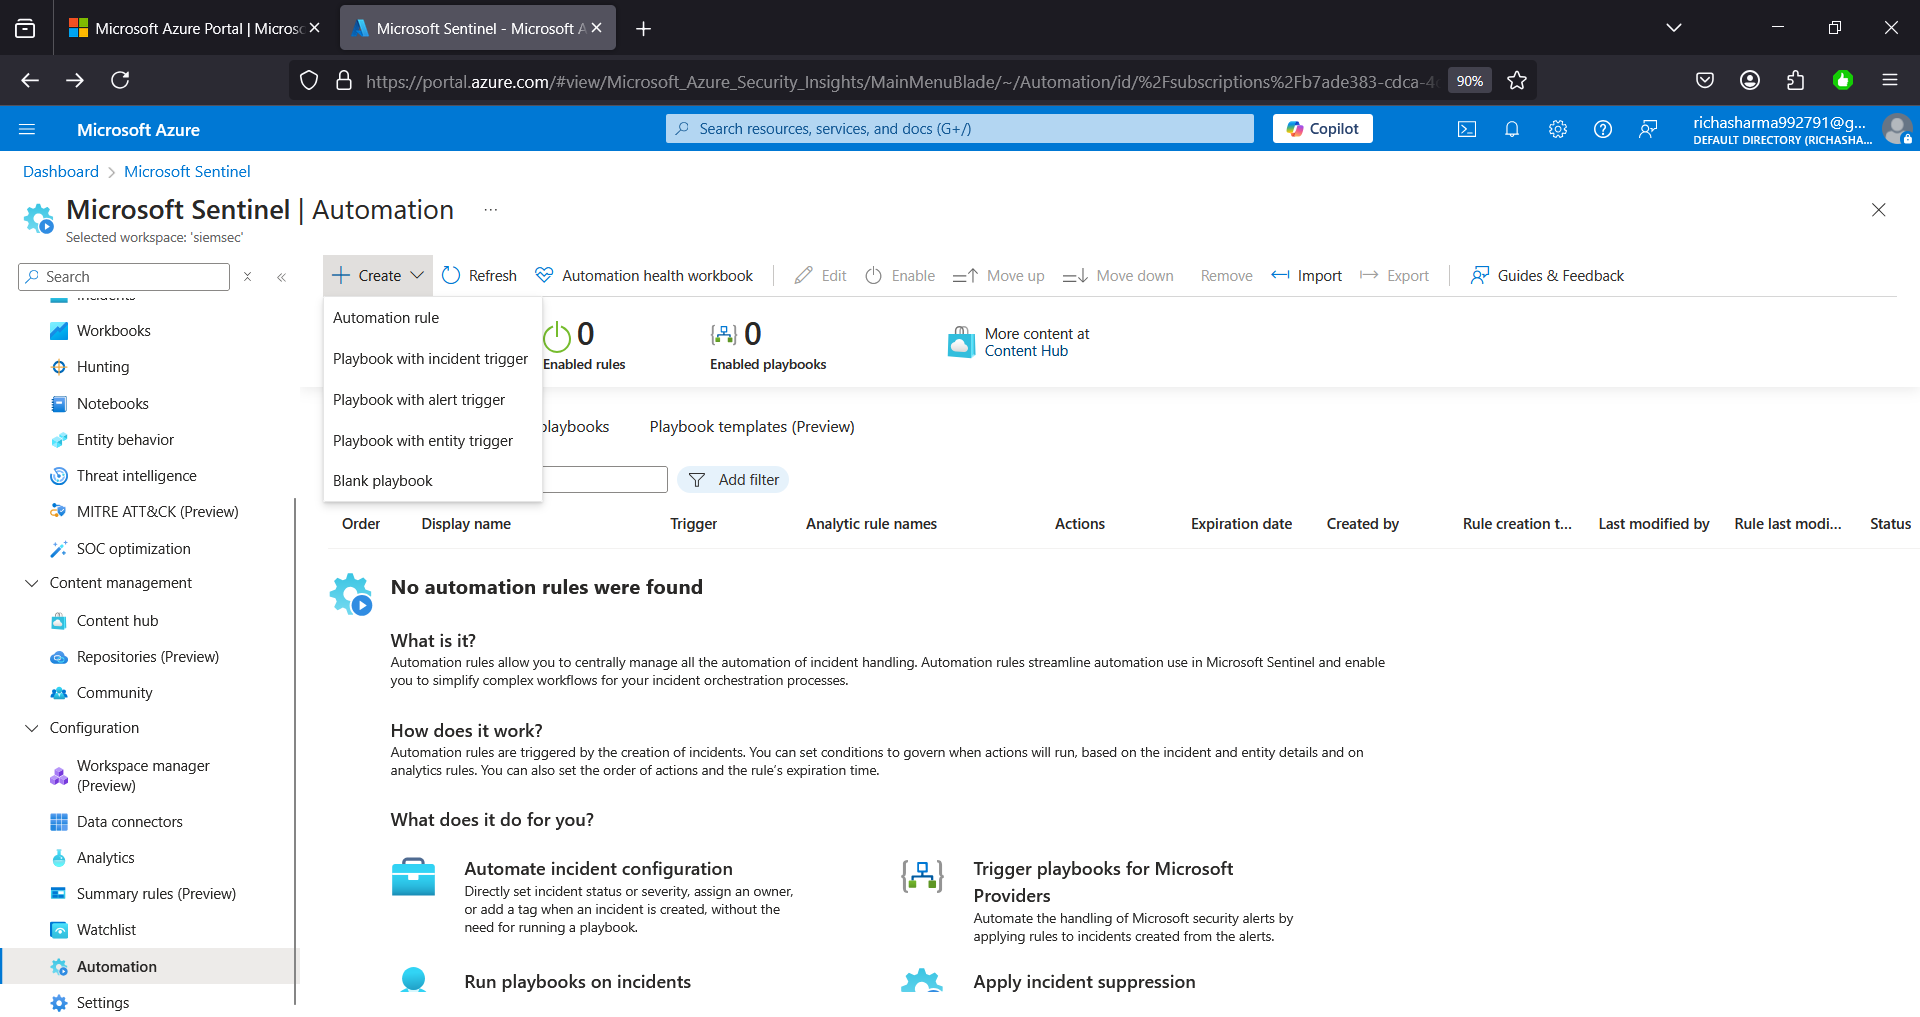 Microsoft Azure Portal | Microso
Microsoft Sentinel - Microsoft A
https://portal.azure.com/#view/Microsoft_Azure_Security_Insights/MainMenuBlade/~/Automation/id/%2Fsubscriptions%2Fb7ade383-cdca-4
90%
Microsoft Azure
Search resources, services, and docs (G+/)
Copilot
richasharma992791@g...
DEFAULT DIRECTORY (RICHASHA...
Dashboard > Microsoft Sentinel
Microsoft Sentinel | Automation ...
Selected workspace: 'siemsec'
Search
Create
Refresh
Automation health workbook
Edit
Enable
Move up
Move down
Remove
Import
Export
Guides & Feedback
Incidents
Workbooks
Hunting
Notebooks
Entity behavior
Threat intelligence
MITRE ATT&CK (Preview)
SOC optimization
Content management
Content hub
Repositories (Preview)
Community
Configuration
Workspace manager
(Preview)
Data connectors
Analytics
Summary rules (Preview)
Watchlist
Automation
Settings
Automation rule
Playbook with incident trigger
Playbook with alert trigger
Playbook with entity trigger
Blank playbook
0
Enabled rules
0
Enabled playbooks
More content at
Content Hub
playbooks
Playbook templates (Preview)
Add filter
Order
Display name
Trigger
Analytic rule names
Actions
Expiration date
Created by
Rule creation t...
Last modified by
Rule last modi...
Status
No automation rules were found
What is it?
Automation rules allow you to centrally manage all the automation of incident handling. Automation rules streamline automation use in Microsoft Sentinel and enable
you to simplify complex workflows for your incident orchestration processes.
How does it work?
Automation rules are triggered by the creation of incidents. You can set conditions to govern when actions will run, based on the incident and entity details and on
analytics rules. You can also set the order of actions and the rule's expiration time.
What does it do for you?
Automate incident configuration
Directly set incident status or severity, assign an owner,
or add a tag when an incident is created, without the
need for running a playbook.
Trigger playbooks for Microsoft
Providers
Automate the handling of Microsoft security alerts by
applying rules to incidents created from the alerts.
Run playbooks on incidents
Apply incident suppression